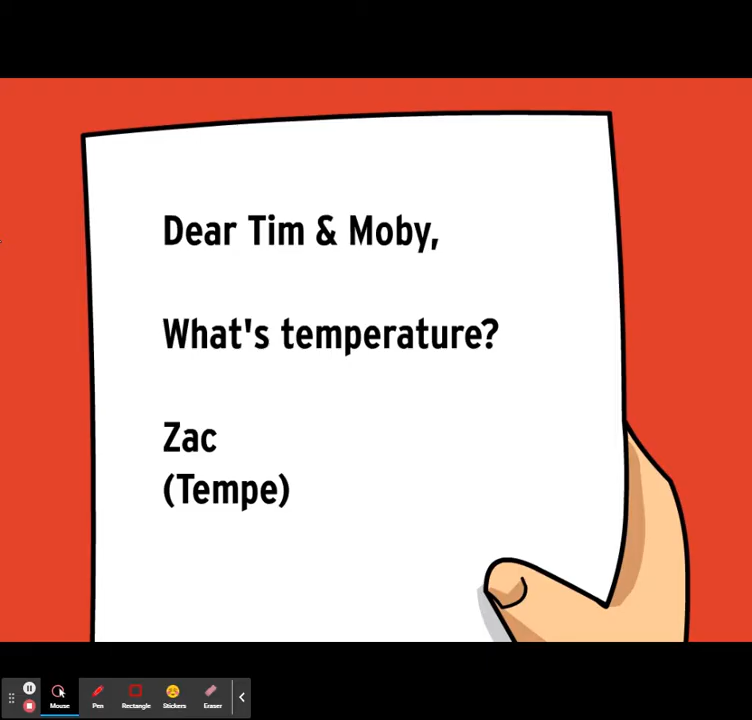 Dear Tim & Moby,
What's temperature?
Zac
(Tempe)
Mouse
Pen
Rectangle
Stickers
Eraser